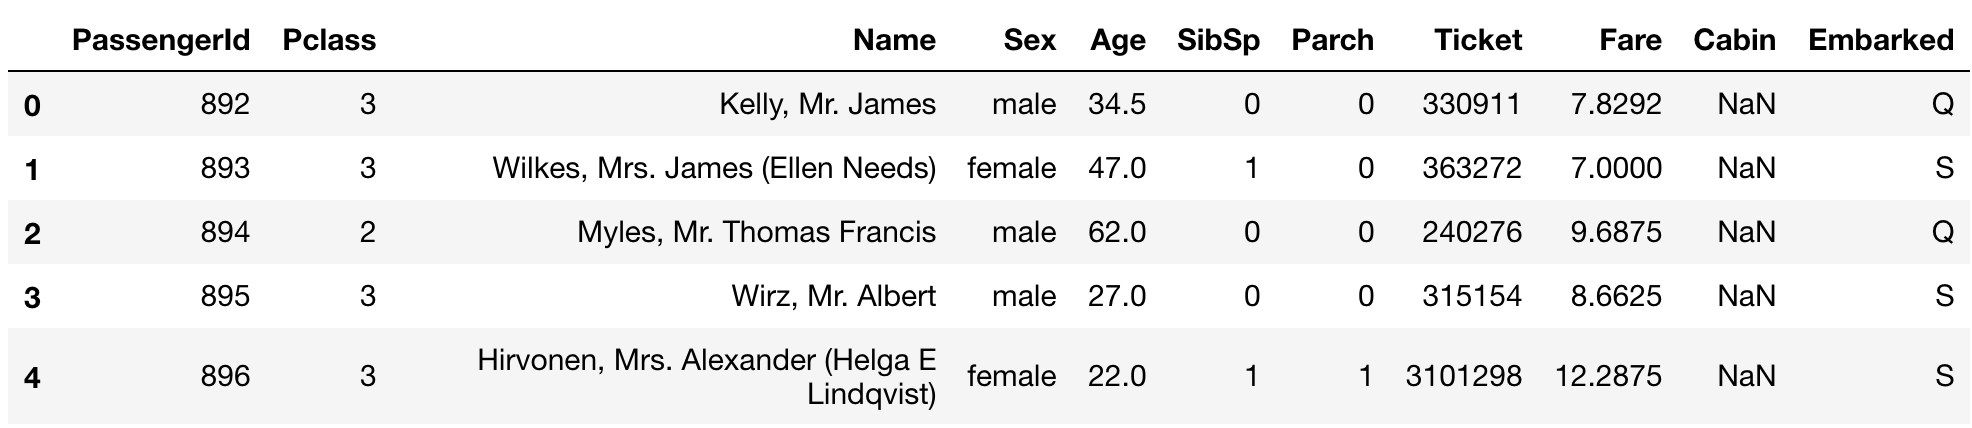 PassengerId Pclass Name Sex Age SibSp Parch Ticket Fare Cabin Embarked
0 892 3 Kelly, Mr. James male 34.5 0 0 330911 7.8292 NaN Q
1 893 3 Wilkes, Mrs. James (Ellen Needs) female 47.0 1 0 363272 7.0000 NaN S
2 894 2 Myles, Mr. Thomas Francis male 62.0 0 0 240276 9.6875 NaN Q
3 895 3 Wirz, Mr. Albert male 27.0 0 0 315154 8.6625 NaN S
4 896 3 Hirvonen, Mrs. Alexander (Helga E
Lindqvist) female 22.0 1 1 3101298 12.2875 NaN S